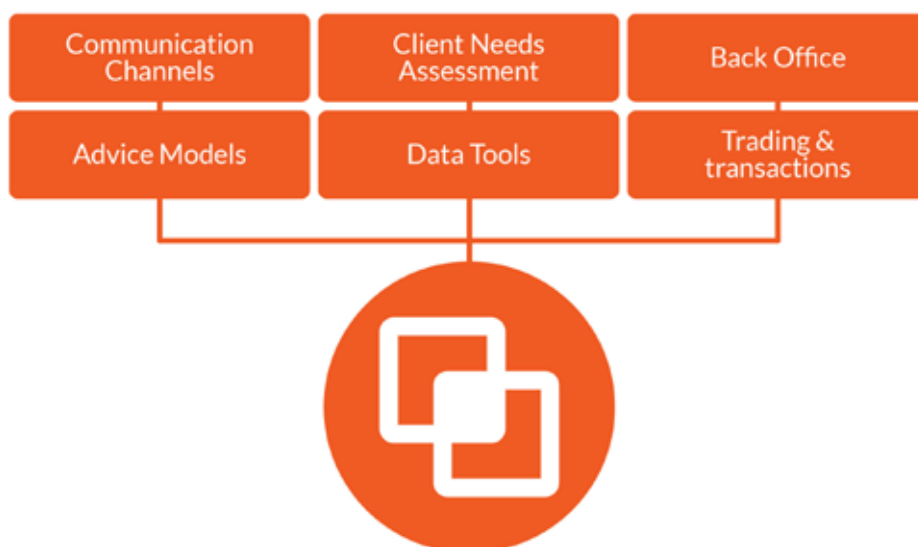 Communication
Channels
Client Needs
Assessment
Back Office
Advice Models
Data Tools
Trading &
transactions